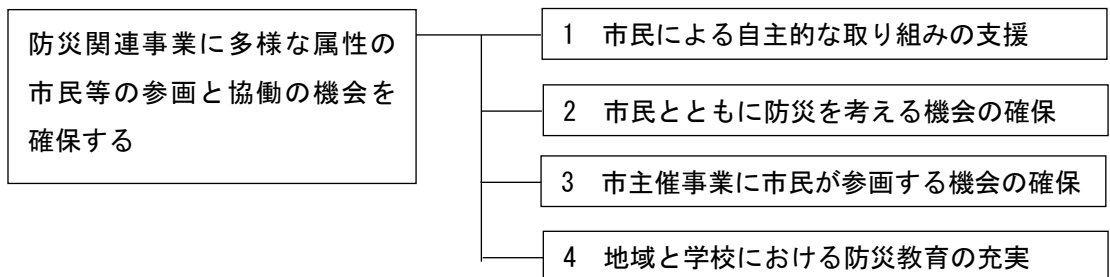 防災関連事業に多様な属性の
市民等の参画と協働の機会を
確保する
1 市民による自主的な取り組みの支援
2 市民とともに防災を考える機会の確保
3 市主催事業に市民が参画する機会の確保
4 地域と学校における防災教育の充実